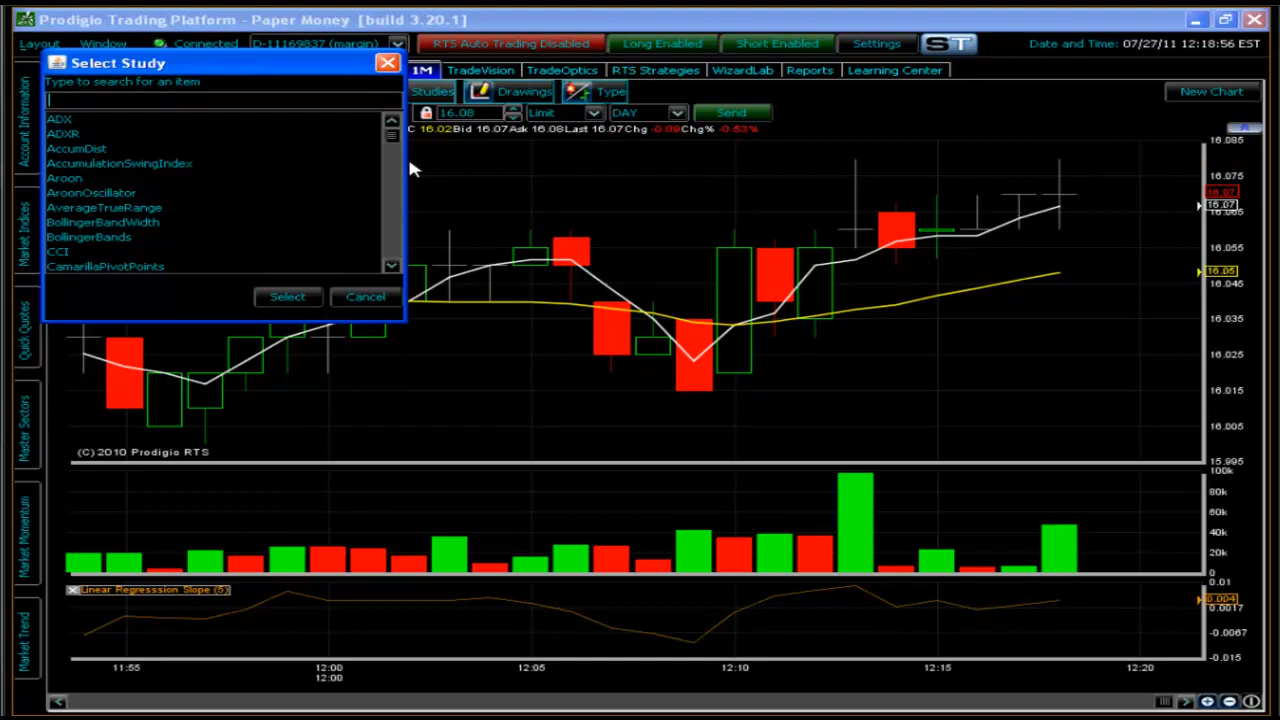 Prodigio Trading Platform - Paper Money [build 3.20.1]
Layout Window Connected D-11169837 (margin) RTS Auto Trading Disabled Long Enabled Short Enabled Settings ST Date and Time: 07/27/11 12:18:56 EST
Select Study
1M TradeVision TradeOptics RTS Strategies WizardLab Reports Learning Center
Type to search for an item
Studies Drawings Type New Chart
16.08 Limit DAY Send
C 16.02 Bid 16.07 Ask 16.08 Last 16.07 Chg -0.09 Chg% -0.53%
ADX
ADXR
AccumDist
AccumulationSwingIndex
Aroon
AroonOscillator
AverageTrueRange
BollingerBandWidth
BollingerBands
CCI
CamarillaPivotPoints
Select Cancel
Account Information
Market Indices
Quick Quotes
Master Sectors
Market Momentum
Market Trend
16.085
16.075
16.07
16.07
16.065
16.055
16.05
16.045
16.035
16.025
16.015
16.005
15.995
(C) 2010 Prodigio RTS
100k
80k
60k
40k
20k
0
Linear Regresssion Slope (5)
0.01
0.004
0.0017
-0.0067
-0.015
11:55 12:00 12:05 12:10 12:15 12:20
12:00